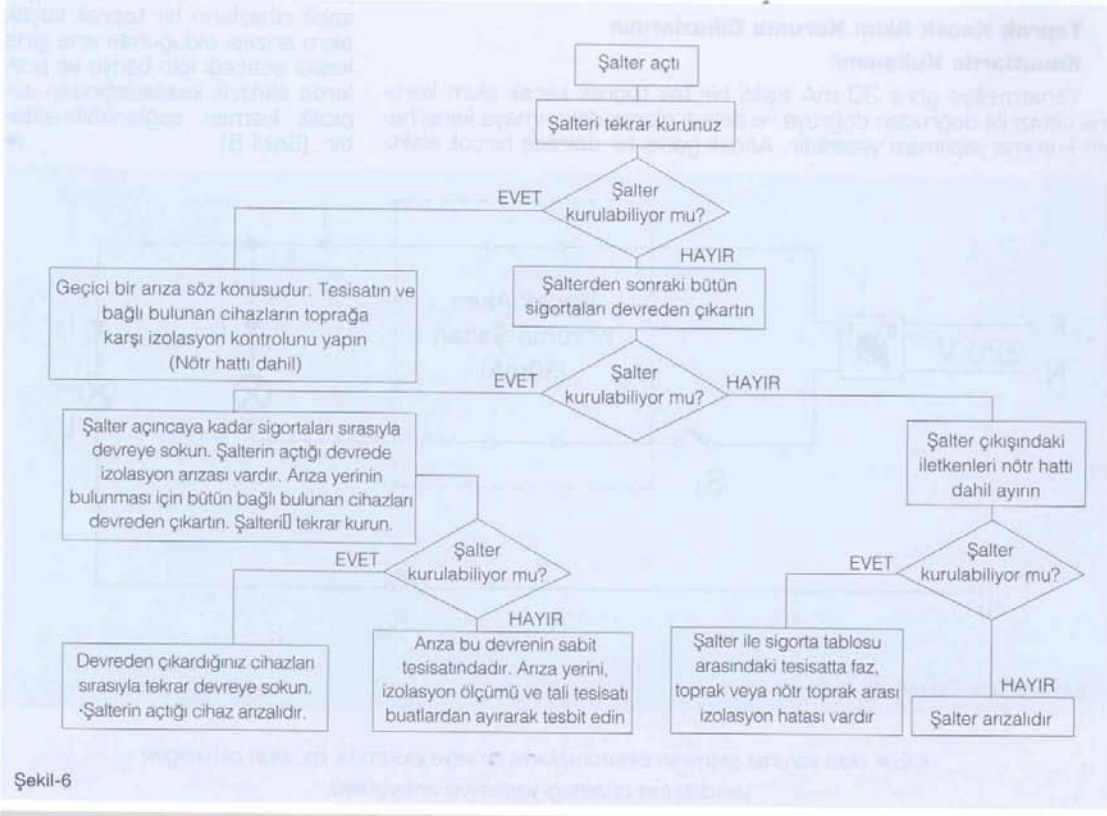 Şalter açtı
Şalteri tekrar kurunuz
Şalter
kurulabiliyor mu?
EVET
HAYIR
Geçici bir arıza söz konusudur. Tesisatın ve
bağlı bulunan cihazların toprağa
karşı izolasyon kontrolunu yapın
(Nötr hattı dahil)
Şalterden sonraki bütün
sigortaları devreden çıkartın
Şalter
kurulabiliyor mu?
EVET
HAYIR
Şalter açıncaya kadar sigortaları sırasıyla
devreye sokun. Şalterin açtığı devrede
izolasyon arızası vardır. Arıza yerinin
bulunması için bütün bağlı bulunan cihazları
devreden çıkartın. Şalteri▯ tekrar kurun.
Şalter çıkışındaki
iletkenleri nötr hattı
dahil ayırın
Şalter
kurulabiliyor mu?
EVET
HAYIR
Devreden çıkardığınız cihazları
sırasıyla tekrar devreye sokun.
Şalterin açtığı cihaz arızalıdır.
Arıza bu devrenin sabit
tesisatındadır. Arıza yerini,
izolasyon ölçümü ve tali tesisatı
buatlardan ayırarak tesbit edin
Şalter
kurulabiliyor mu?
EVET
HAYIR
Şalter ile sigorta tablosu
arasındaki tesisatta faz,
toprak veya nötr toprak arası
izolasyon hatası vardır
Şalter arızalıdır
Şekil-6